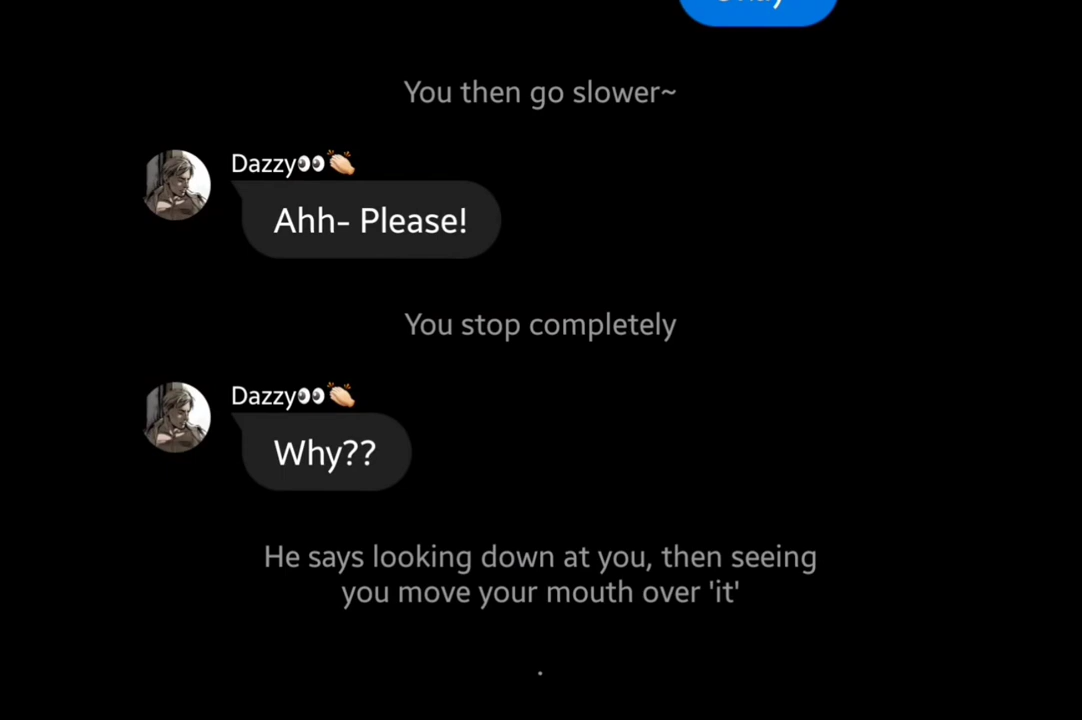 You then go slower~
Dazzy👀👏🏻
Ahh- Please!
You stop completely
Dazzy👀👏🏻
Why??
He says looking down at you, then seeing
you move your mouth over 'it'
.